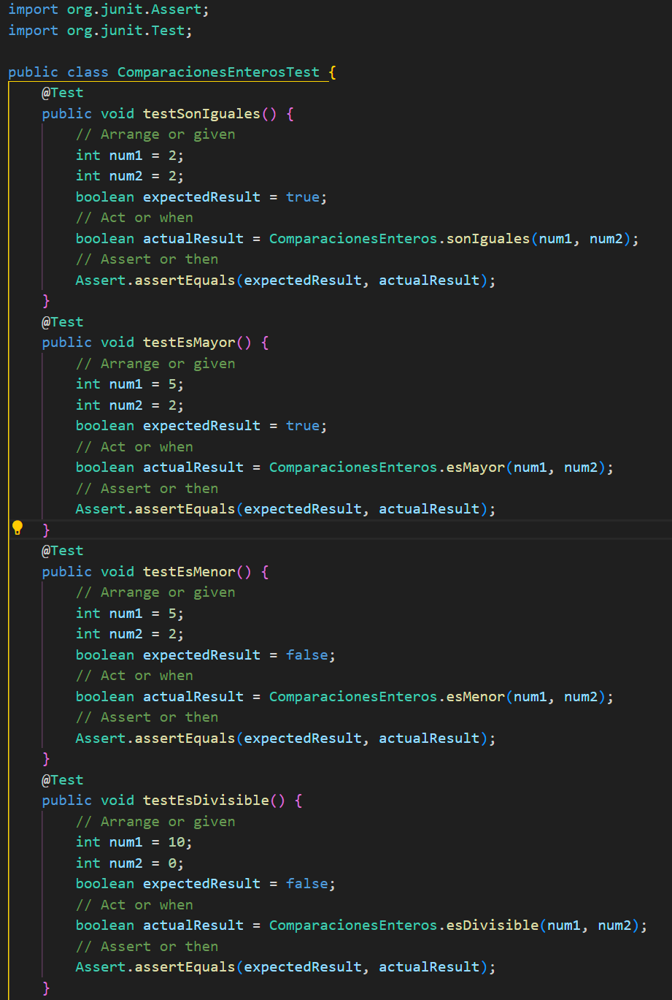 import org.junit.Assert;
import org.junit.Test;

public class ComparacionesEnterosTest {
    @Test
    public void testSonIguales() {
        // Arrange or given
        int num1 = 2;
        int num2 = 2;
        boolean expectedResult = true;
        // Act or when
        boolean actualResult = ComparacionesEnteros.sonIguales(num1, num2);
        // Assert or then
        Assert.assertEquals(expectedResult, actualResult);
    }
    @Test
    public void testEsMayor() {
        // Arrange or given
        int num1 = 5;
        int num2 = 2;
        boolean expectedResult = true;
        // Act or when
        boolean actualResult = ComparacionesEnteros.esMayor(num1, num2);
        // Assert or then
        Assert.assertEquals(expectedResult, actualResult);
    }
    @Test
    public void testEsMenor() {
        // Arrange or given
        int num1 = 5;
        int num2 = 2;
        boolean expectedResult = false;
        // Act or when
        boolean actualResult = ComparacionesEnteros.esMenor(num1, num2);
        // Assert or then
        Assert.assertEquals(expectedResult, actualResult);
    }
    @Test
    public void testEsDivisible() {
        // Arrange or given
        int num1 = 10;
        int num2 = 0;
        boolean expectedResult = false;
        // Act or when
        boolean actualResult = ComparacionesEnteros.esDivisible(num1, num2);
        // Assert or then
        Assert.assertEquals(expectedResult, actualResult);
    }